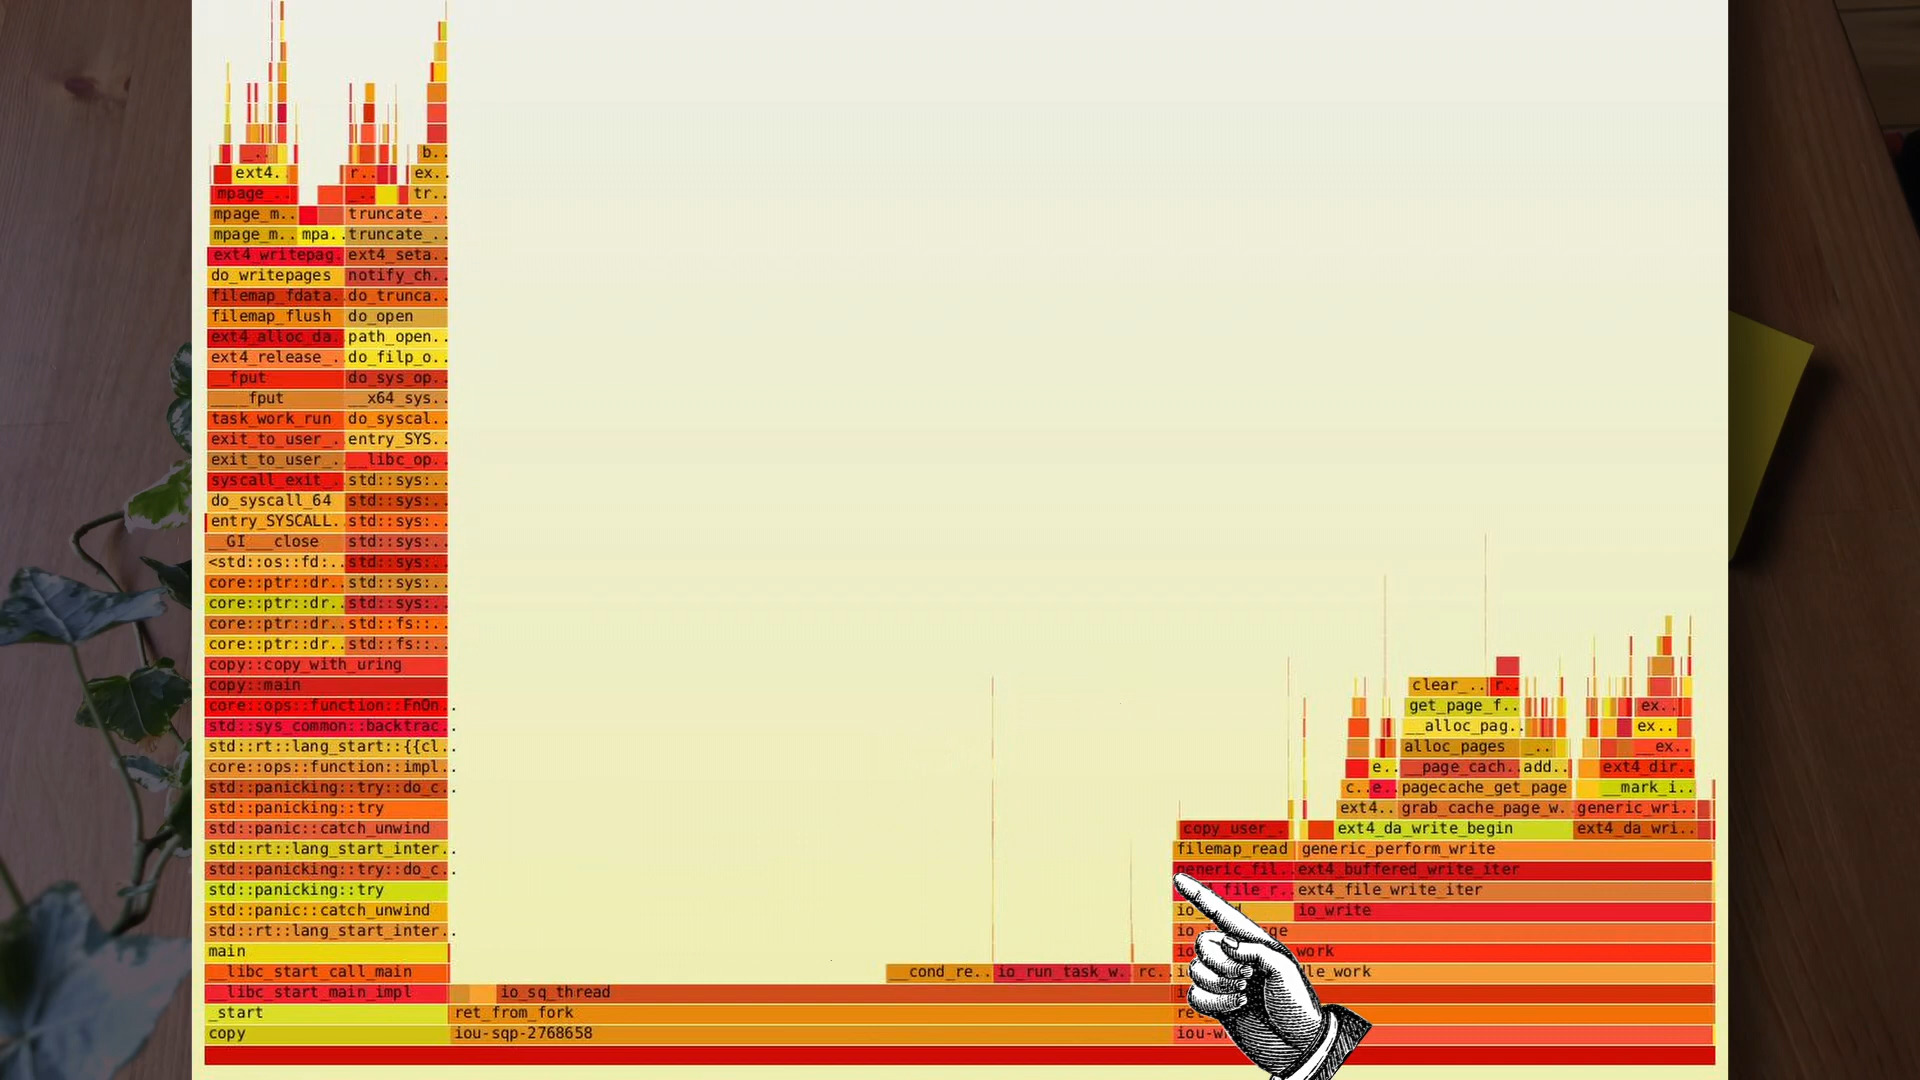 b..
ext4.. r.. ex..
mpage_.. _.. tr..
mpage_m.. truncate_..
mpage_m.. mpa.. truncate_..
ext4_writepag.. ext4_seta..
do_writepages notify_ch..
filemap_fdata.. do_trunca..
filemap_flush do_open
ext4_alloc_da.. path_open..
ext4_release_.. do_filp_o..
__fput do_sys_op..
____fput __x64_sys..
task_work_run do_syscal..
exit_to_user_.. entry_SYS..
exit_to_user_.. __libc_op..
syscall_exit_.. std::sys:..
do_syscall_64 std::sys:..
entry_SYSCALL.. std::sys:..
__GI___close std::sys:..
<std::os::fd:.. std::sys:..
core::ptr::dr.. std::sys:..
core::ptr::dr.. std::sys:..
core::ptr::dr.. std::fs::..
core::ptr::dr.. std::fs::..
copy::copy_with_uring
copy::main clear_.. r..
core::ops::function::FnOn.. get_page_f.. ex..
std::sys_common::backtrac.. __alloc_pag.. ex..
std::rt::lang_start::{{cl.. alloc_pages _.. __ex..
core::ops::function::impl.. e.. __page_cach.. add.. ext4_dir..
std::panicking::try::do_c.. c.. e.. pagecache_get_page __mark_i..
std::panicking::try ext4.. grab_cache_page_w.. generic_wri..
std::panic::catch_unwind copy_user_.. ext4_da_write_begin ext4_da_wri..
std::rt::lang_start_inter.. filemap_read generic_perform_write
std::panicking::try::do_c.. generic_fil.. ext4_buffered_write_iter
std::panicking::try file_r.. ext4_file_write_iter
std::panic::catch_unwind io_write
std::rt::lang_start_inter..
main work
__libc_start_call_main __cond_re.. io_run_task_w.. rc.. le_work
__libc_start_main_impl io_sq_thread
_start ret_from_fork
copy iou-sqp-2768658